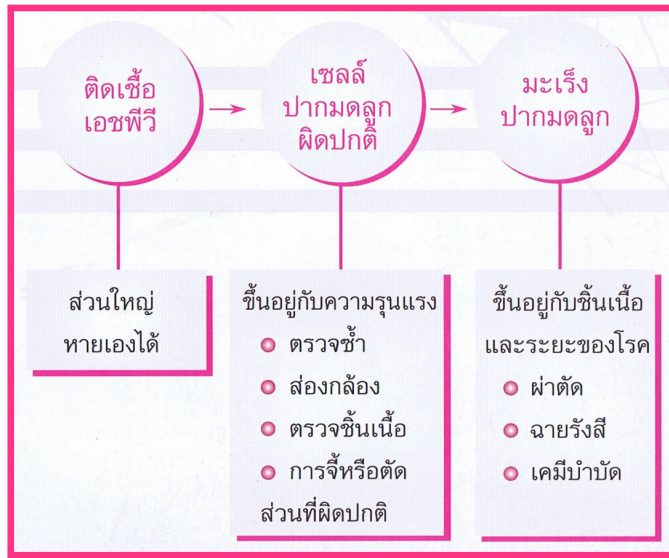 ติดเชื้อ
เอชพีวี
เซลล์
ปากมดลูก
ผิดปกติ
มะเร็ง
ปากมดลูก
ส่วนใหญ่
หายเองได้
ขึ้นอยู่กับความรุนแรง
ตรวจซ้ำ
ส่องกล้อง
ตรวจชิ้นเนื้อ
การจี้หรือตัด
ส่วนที่ผิดปกติ
ขึ้นอยู่กับชิ้นเนื้อ
และระยะของโรค
ผ่าตัด
ฉายรังสี
เคมีบำบัด